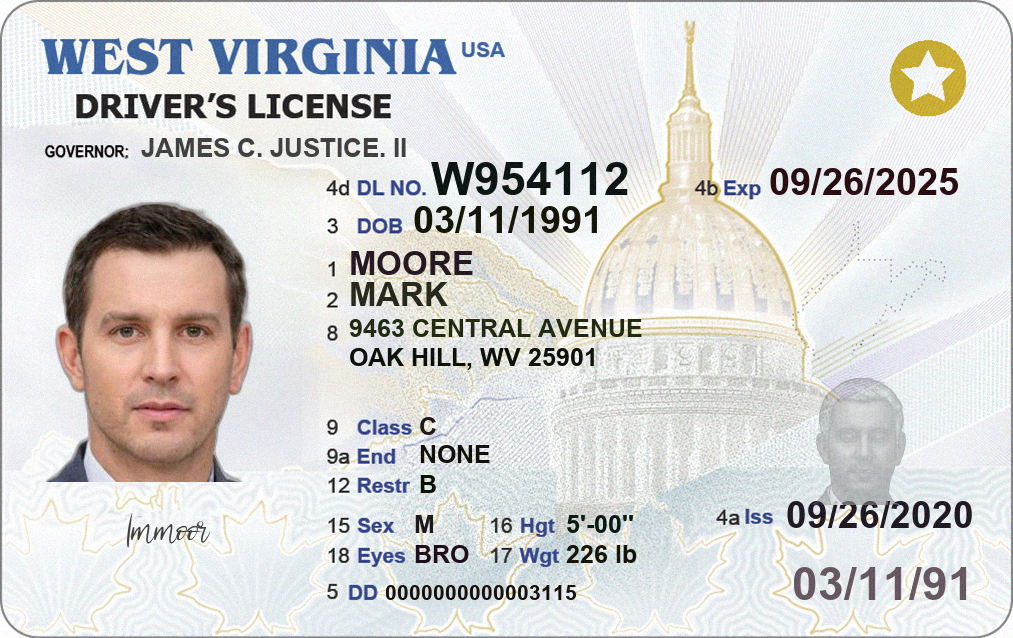 WEST VIRGINIA USA
DRIVER'S LICENSE
GOVERNOR: JAMES C. JUSTICE. II
4d DL NO. W954112
4b Exp 09/26/2025
3 DOB 03/11/1991
1 MOORE
2 MARK
8 9463 CENTRAL AVENUE
OAK HILL, WV 25901
9 Class C
9a End NONE
12 Restr B
15 Sex M 16 Hgt 5'-00"
4a Iss 09/26/2020
18 Eyes BRO 17 Wgt 226 lb
5 DD 0000000000003115
03/11/91